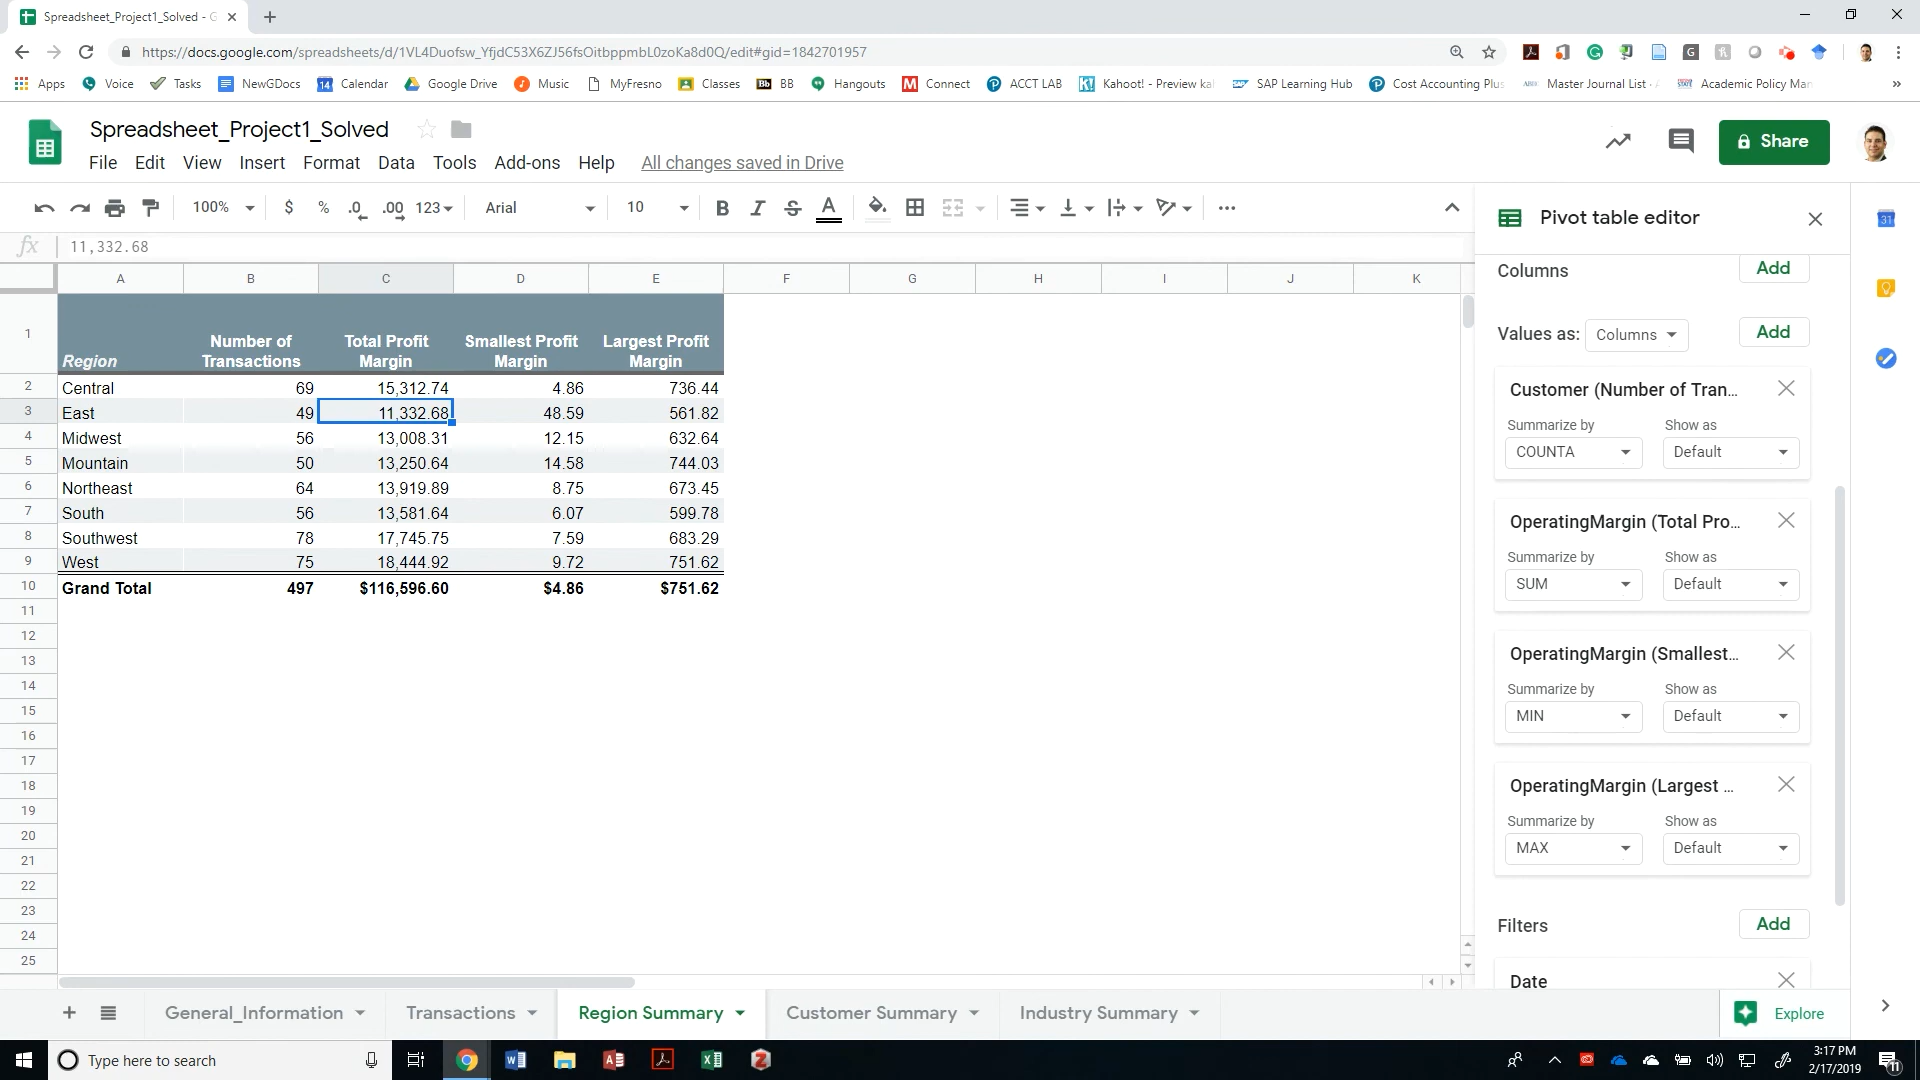 Spreadsheet_Project1_Solved - G
https://docs.google.com/spreadsheets/d/1VL4Duofsw_YfjdC53X6ZJ56fsOitbppmbL0zoKa8d0Q/edit#gid=1842701957
Apps Voice Tasks NewGDocs Calendar Google Drive Music MyFresno Classes BB Hangouts Connect ACCT LAB Kahoot! - Preview ka SAP Learning Hub Cost Accounting Plus Master Journal List - Academic Policy Man »
Spreadsheet_Project1_Solved
File Edit View Insert Format Data Tools Add-ons Help All changes saved in Drive
Share
100% $ % .0 .00 123 Arial 10 B I S A
fx 11,332.68
A B C D E F G H I J K
1 Region Number of Transactions Total Profit Margin Smallest Profit Margin Largest Profit Margin
2 Central 69 15,312.74 4.86 736.44
3 East 49 11,332.68 48.59 561.82
4 Midwest 56 13,008.31 12.15 632.64
5 Mountain 50 13,250.64 14.58 744.03
6 Northeast 64 13,919.89 8.75 673.45
7 South 56 13,581.64 6.07 599.78
8 Southwest 78 17,745.75 7.59 683.29
9 West 75 18,444.92 9.72 751.62
10 Grand Total 497 $116,596.60 $4.86 $751.62
11
12
13
14
15
16
17
18
19
20
21
22
23
24
25
Pivot table editor
Columns Add
Values as: Columns Add
Customer (Number of Tran...
Summarize by Show as
COUNTA Default
OperatingMargin (Total Pro...
Summarize by Show as
SUM Default
OperatingMargin (Smallest...
Summarize by Show as
MIN Default
OperatingMargin (Largest ...
Summarize by Show as
MAX Default
Filters Add
Date
General_Information Transactions Region Summary Customer Summary Industry Summary Explore
Type here to search
3:17 PM
2/17/2019